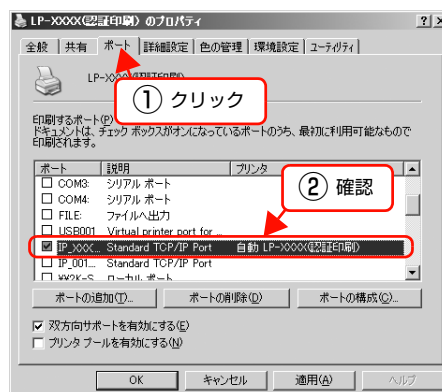 LP-XXXX(認証印刷) のプロパティ
全般 共有 ポート 詳細設定 色の管理 環境設定 ユーティリティ
LP-XXXX(認証印刷)
① クリック
印刷するポート(P)
ドキュメントは、チェック ボックスがオンになっているポートのうち、最初に利用可能なもので
印刷されます。
ポート 説明 プリンタ
② 確認
COM3: シリアル ポート
COM4: シリアル ポート
FILE: ファイルへ出力
USB001 Virtual printer port for ...
IP_XXX... Standard TCP/IP Port 自動 LP-XXXX(認証印刷)
IP_001... Standard TCP/IP Port
ローカル ポート
ポートの追加(T)... ポートの削除(D) ポートの構成(C)...
双方向サポートを有効にする(E)
プリンタ プールを有効にする(N)
OK キャンセル 適用(A) ヘルプ